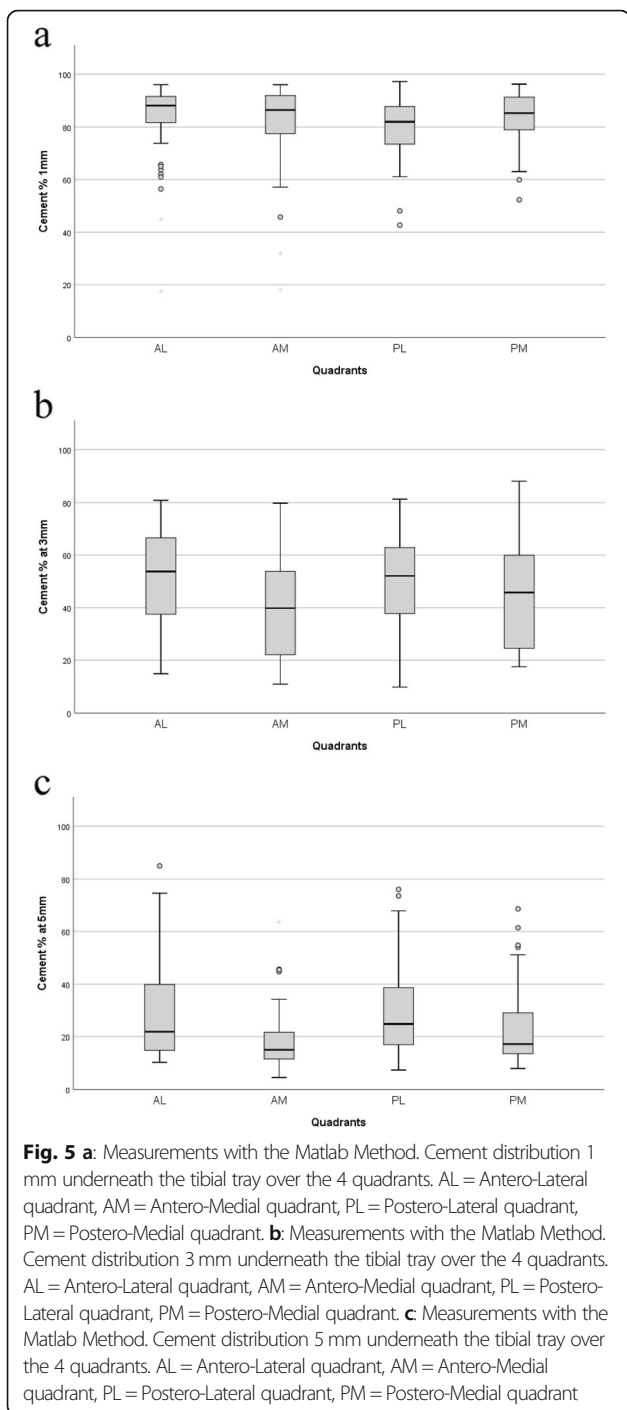 a
100
80
60
40
20
0
Cement % 1mm
AL AM PL PM
Quadrants
b
100
80
60
40
20
0
Cement % at 3mm
AL AM PL PM
Quadrants
c
100
80
60
40
20
0
Cement % at 5mm
AL AM PL PM
Quadrants
Fig. 5 a: Measurements with the Matlab Method. Cement distribution 1
mm underneath the tibial tray over the 4 quadrants. AL = Antero-Lateral
quadrant, AM = Antero-Medial quadrant, PL = Postero-Lateral quadrant,
PM = Postero-Medial quadrant. b: Measurements with the Matlab Method.
Cement distribution 3 mm underneath the tibial tray over the 4 quadrants.
AL = Antero-Lateral quadrant, AM = Antero-Medial quadrant, PL = Postero-
Lateral quadrant, PM = Postero-Medial quadrant. c: Measurements with the
Matlab Method. Cement distribution 5 mm underneath the tibial tray over
the 4 quadrants. AL = Antero-Lateral quadrant, AM = Antero-Medial
quadrant, PL = Postero-Lateral quadrant, PM = Postero-Medial quadrant